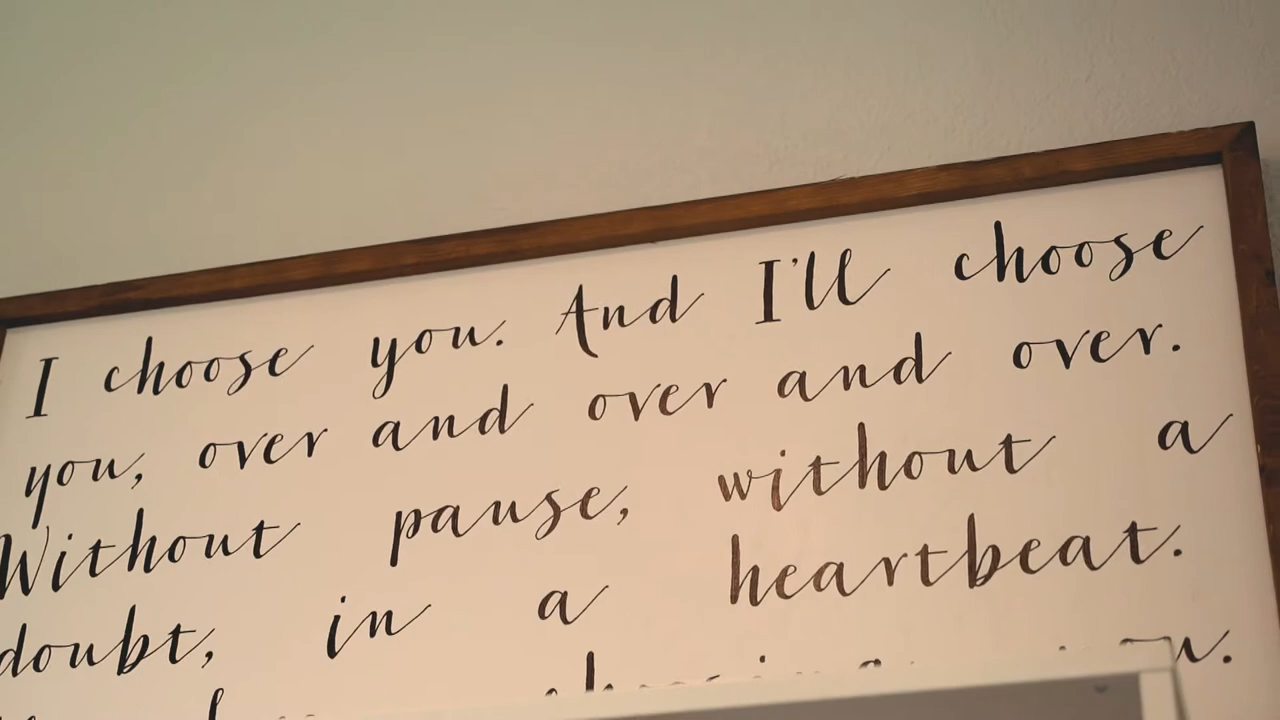 I choose you. And I'll choose
you, over and over and over.
Without pause, without a
doubt, in a heartbeat.